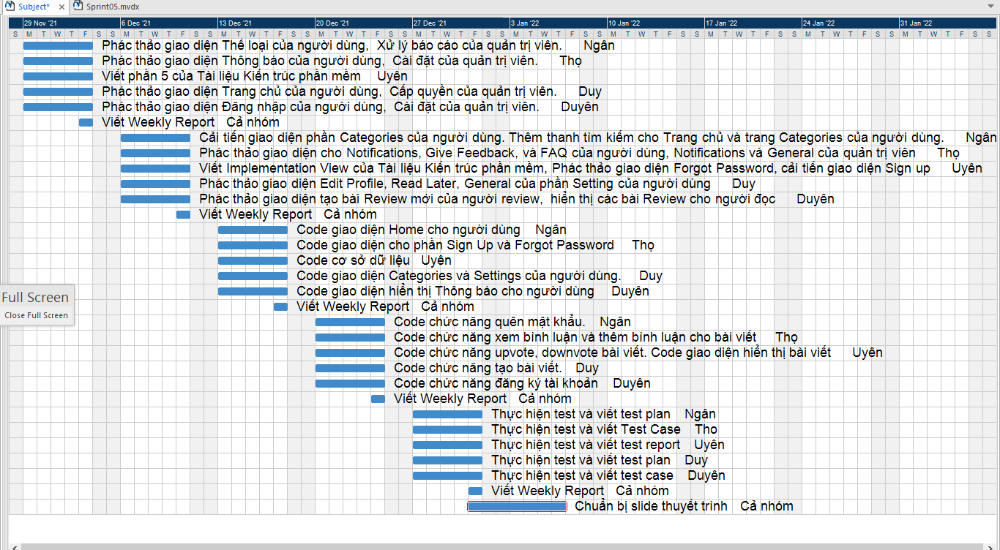 Subject* Sprint05.mvdx
29 Nov '21 6 Dec '21 13 Dec '21 20 Dec '21 27 Dec '21 3 Jan '22 10 Jan '22 17 Jan '22 24 Jan '22 31 Jan '22
S M T W T F S S M T W T F S S M T W T F S S M T W T F S S M T W T F S S M T W T F S S M T W T F S S M T W T F S S M T W T F S S M T W T F S S
Phác thảo giao diện Thể loại của người dùng, Xử lý báo cáo của quản trị viên. Ngân
Phác thảo giao diện Thông báo của người dùng, Cài đặt của quản trị viên. Thọ
Viết phần 5 của Tài liệu Kiến trúc phần mềm Uyên
Phác thảo giao diện Trang chủ của người dùng, Cấp quyền của quản trị viên. Duy
Phác thảo giao diện Đăng nhập của người dùng, Cài đặt của quản trị viên. Duyên
Viết Weekly Report Cả nhóm
Cải tiến giao diện phần Categories của người dùng. Thêm thanh tìm kiếm cho Trang chủ và trang Categories của người dùng. Ngân
Phác thảo giao diện cho Notifications, Give Feedback, và FAQ của người dùng, Notifications và General của quản trị viên Thọ
Viết Implementation View của Tài liệu Kiến trúc phần mềm, Phác thảo giao diện Forgot Password, cải tiến giao diện Sign up Uyên
Phác thảo giao diện Edit Profile, Read Later, General của phần Setting của người dùng Duy
Phác thảo giao diện tạo bài Review mới của người review, hiển thị các bài Review cho người đọc Duyên
Viết Weekly Report Cả nhóm
Code giao diện Home cho người dùng Ngân
Code giao diện cho phần Sign Up và Forgot Password Thọ
Code cơ sở dữ liệu Uyên
Code giao diện Categories và Settings của người dùng. Duy
Code giao diện hiển thị Thông báo cho người dùng Duyên
Full Screen
Viết Weekly Report Cả nhóm
Close Full Screen
Code chức năng quên mật khẩu. Ngân
Code chức năng xem bình luận và thêm bình luận cho bài viết Thọ
Code chức năng upvote, downvote bài viết. Code giao diện hiển thị bài viết Uyên
Code chức năng tạo bài viết. Duy
Code chức năng đăng ký tài khoản Duyên
Viết Weekly Report Cả nhóm
Thực hiện test và viết test plan Ngân
Thực hiện test và viết Test Case Tho
Thực hiện test và viết test report Uyên
Thực hiện test và viết test plan Duy
Thực hiện test và viết test case Duyên
Viết Weekly Report Cả nhóm
Chuẩn bị slide thuyết trình Cả nhóm